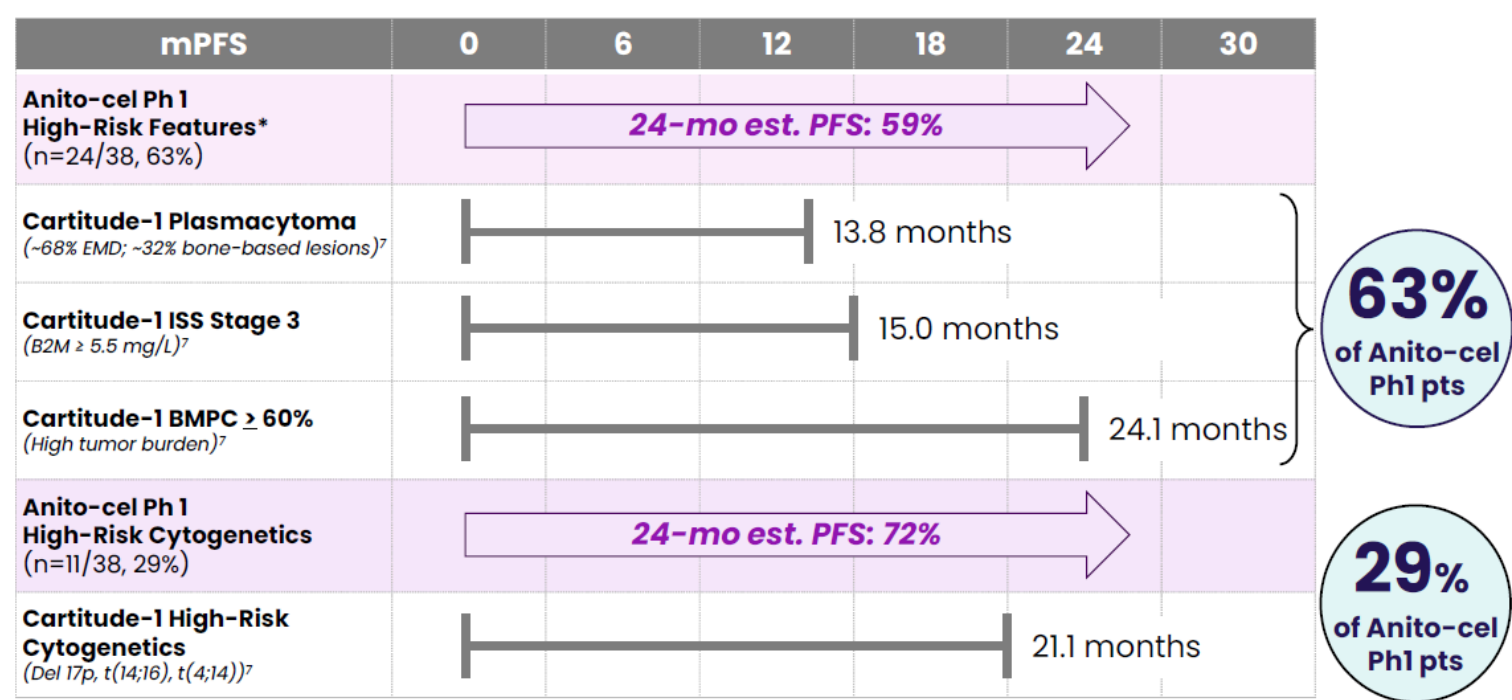 mPFS 0 6 12 18 24 30
Anito-cel Ph 1
High-Risk Features*
(n=24/38, 63%)
24-mo est. PFS: 59%
Cartitude-1 Plasmacytoma
(~68% EMD; ~32% bone-based lesions)⁷
13.8 months
Cartitude-1 ISS Stage 3
(B2M ≥ 5.5 mg/L)⁷
15.0 months
Cartitude-1 BMPC ≥ 60%
(High tumor burden)⁷
24.1 months
63%
of Anito-cel
Ph1 pts
Anito-cel Ph 1
High-Risk Cytogenetics
(n=11/38, 29%)
24-mo est. PFS: 72%
Cartitude-1 High-Risk
Cytogenetics
(Del 17p, t(14;16), t(4;14))⁷
21.1 months
29%
of Anito-cel
Ph1 pts